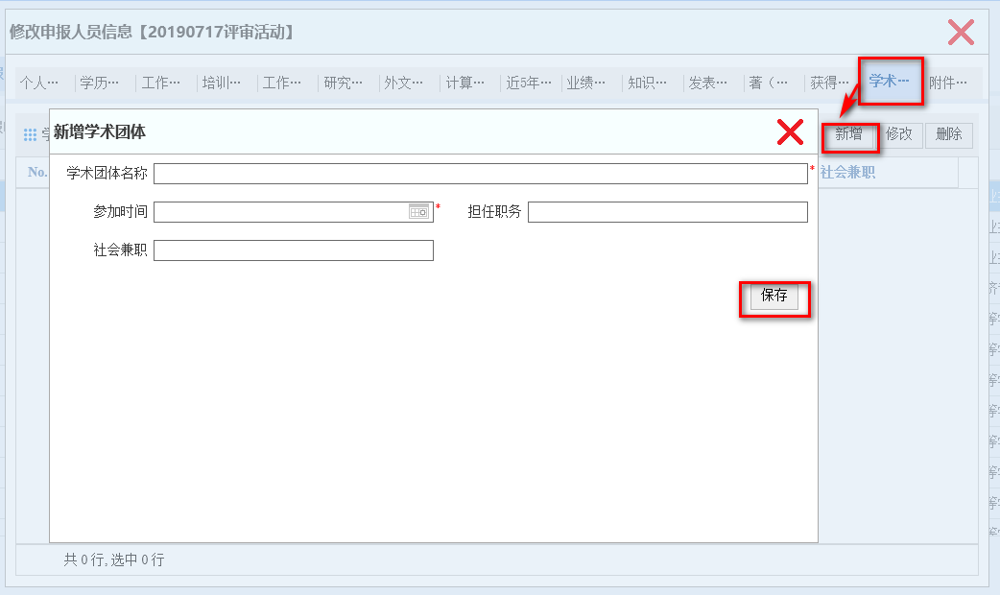 修改申报人员信息【20190717评审活动】
个人… 学历… 工作… 培训… 工作… 研究… 外文… 计算… 近5年… 业绩… 知识… 发表… 著（… 获得… 学术… 附件…
新增学术团体
新增 修改 删除
No.
学术团体名称 *
社会兼职
参加时间 * 担任职务
社会兼职
保存
共 0 行, 选中 0 行